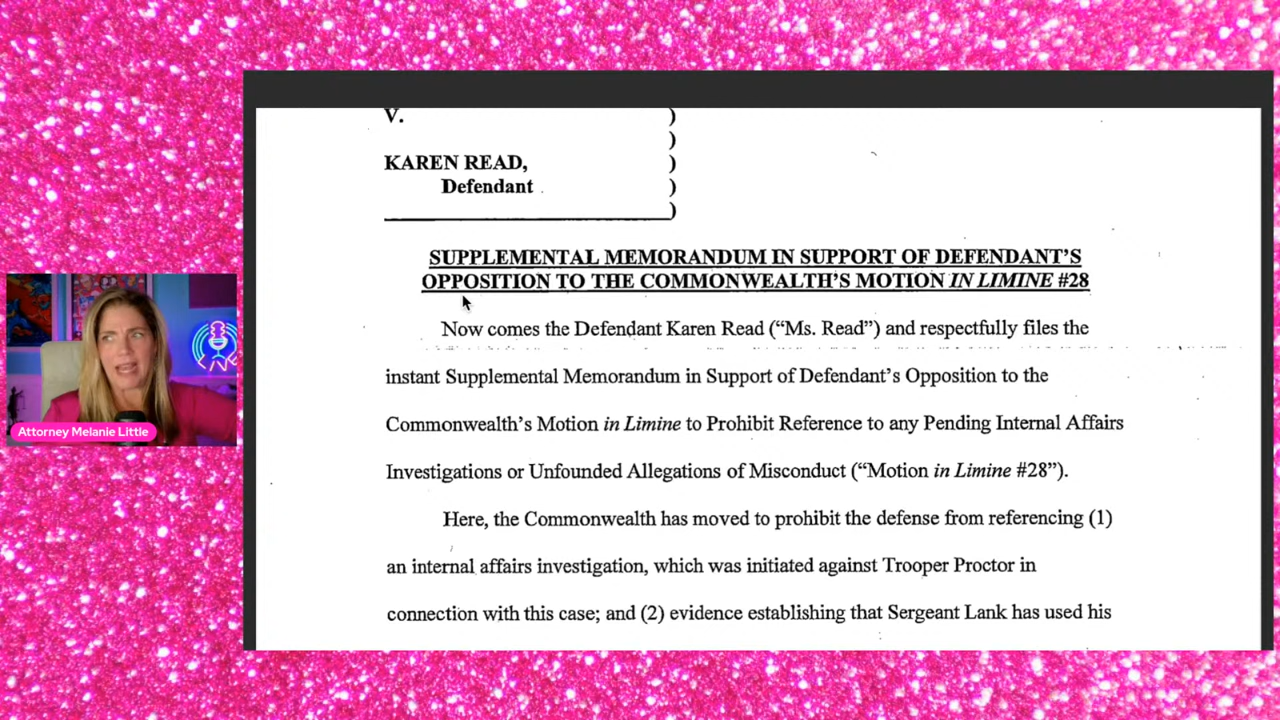 V.
)
)
KAREN READ,
)
Defendant
)
)
SUPPLEMENTAL MEMORANDUM IN SUPPORT OF DEFENDANT'S
OPPOSITION TO THE COMMONWEALTH'S MOTION IN LIMINE #28
Now comes the Defendant Karen Read (“Ms. Read”) and respectfully files the
instant Supplemental Memorandum in Support of Defendant’s Opposition to the
Commonwealth’s Motion in Limine to Prohibit Reference to any Pending Internal Affairs
Investigations or Unfounded Allegations of Misconduct (“Motion in Limine #28”).
Here, the Commonwealth has moved to prohibit the defense from referencing (1)
an internal affairs investigation, which was initiated against Trooper Proctor in
connection with this case; and (2) evidence establishing that Sergeant Lank has used his
Attorney Melanie Little